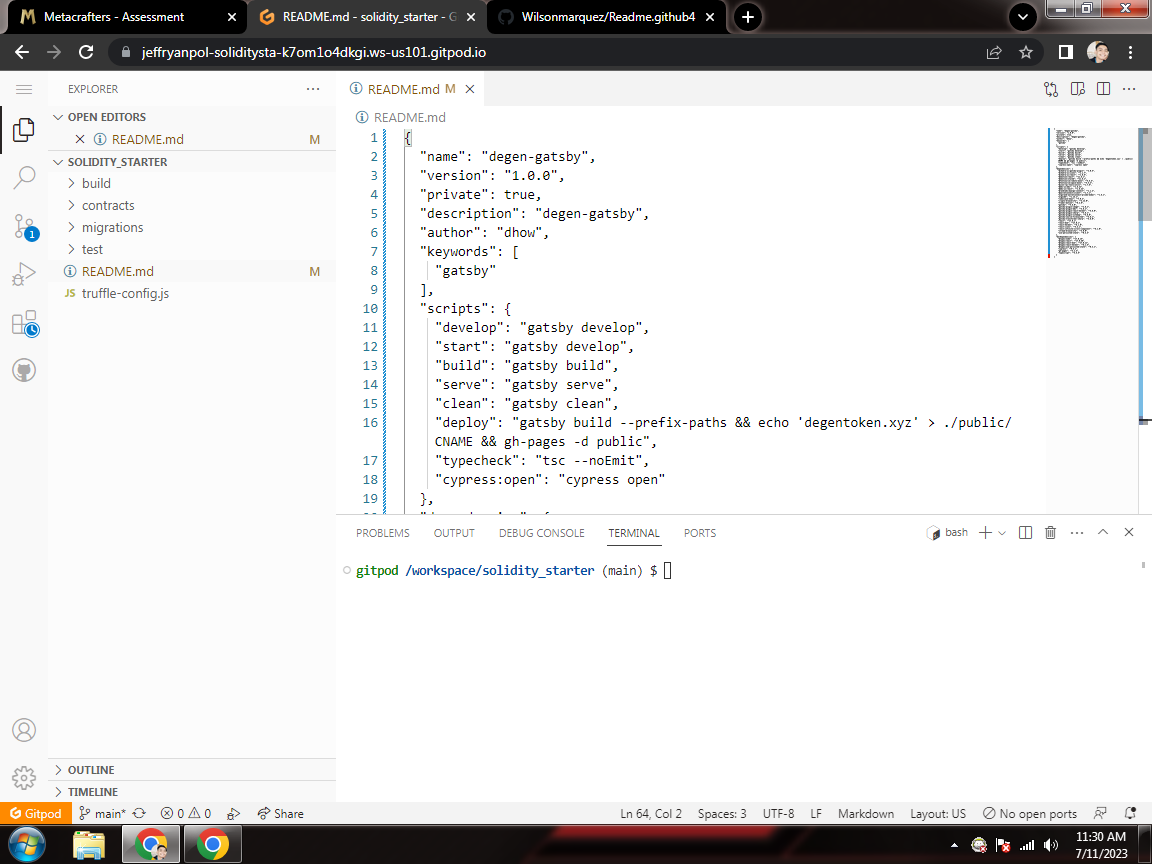 Metacrafters - Assessment
README.md - solidity_starter - G
Wilsonmarquez/Readme.github4
jeffryanpol-soliditysta-k7om1o4dkgi.ws-us101.gitpod.io
EXPLORER
OPEN EDITORS
README.md M
SOLIDITY_STARTER
build
contracts
migrations
test
README.md M
JS truffle-config.js
1
OUTLINE
TIMELINE
README.md M
README.md
1 {
2 "name": "degen-gatsby",
3 "version": "1.0.0",
4 "private": true,
5 "description": "degen-gatsby",
6 "author": "dhow",
7 "keywords": [
8 "gatsby"
9 ],
10 "scripts": {
11 "develop": "gatsby develop",
12 "start": "gatsby develop",
13 "build": "gatsby build",
14 "serve": "gatsby serve",
15 "clean": "gatsby clean",
16 "deploy": "gatsby build --prefix-paths && echo 'degentoken.xyz' > ./public/
CNAME && gh-pages -d public",
17 "typecheck": "tsc --noEmit",
18 "cypress:open": "cypress open"
19 },
PROBLEMS OUTPUT DEBUG CONSOLE TERMINAL PORTS
bash
gitpod /workspace/solidity_starter (main) $
Gitpod main* 0 0 Share
Ln 64, Col 2 Spaces: 3 UTF-8 LF Markdown Layout: US No open ports
11:30 AM
7/11/2023